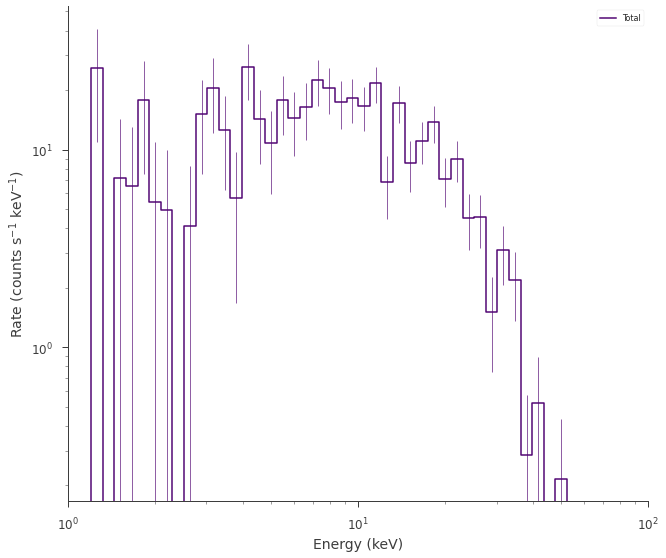 Total
10¹
10⁰
Rate (counts s⁻¹ keV⁻¹)
10⁰
10¹
10²
Energy (keV)